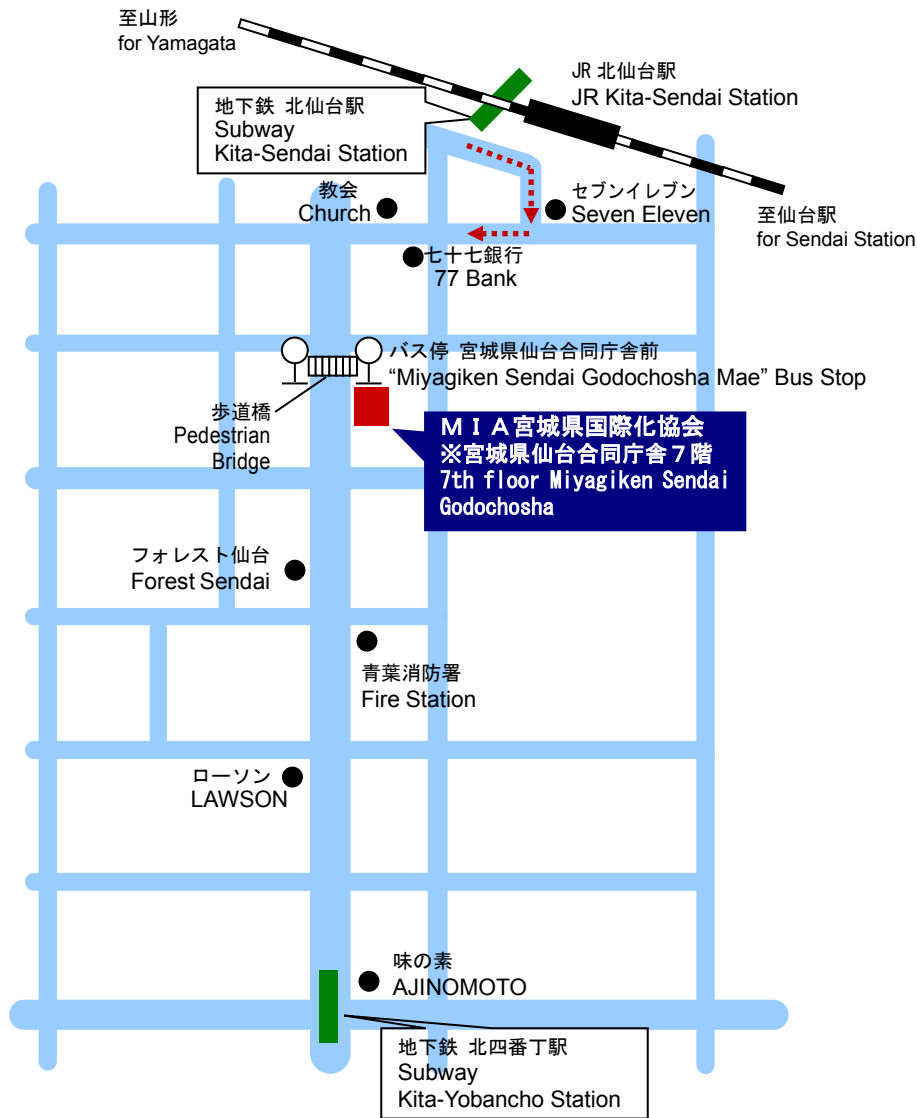 至山形
for Yamagata
JR 北仙台駅
JR Kita-Sendai Station
地下鉄 北仙台駅
Subway
Kita-Sendai Station
教会
Church
セブンイレブン
Seven Eleven
至仙台駅
for Sendai Station
七十七銀行
77 Bank
バス停 宮城県仙台合同庁舎前
“Miyagiken Sendai Godochosha Mae” Bus Stop
歩道橋
Pedestrian
Bridge
ＭＩＡ宮城県国際化協会
※宮城県仙台合同庁舎７階
7th floor Miyagiken Sendai
Godochosha
フォレスト仙台
Forest Sendai
青葉消防署
Fire Station
ローソン
LAWSON
味の素
AJINOMOTO
地下鉄 北四番丁駅
Subway
Kita-Yobancho Station